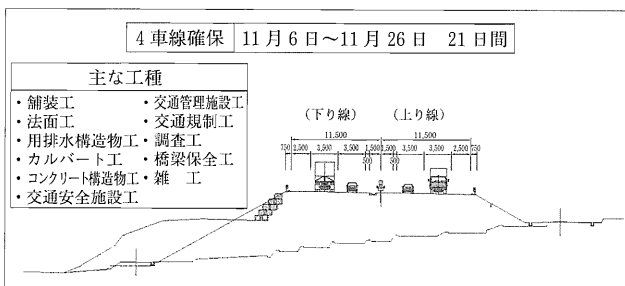 4車線確保 11月6日～11月26日 21日間
主な工種
・舗装工 ・交通管理施設工
・法面工 ・交通規制工
・用排水構造物工 ・調査工
・カルバート工 ・橋梁保全工
・コンクリート構造物工 ・雑 工
・交通安全施設工
(下り線) (上り線)
11,500 11,500
750 2,500 3,500 3,500 1,500 1,500 3,500 3,500 2,500 750
500 500